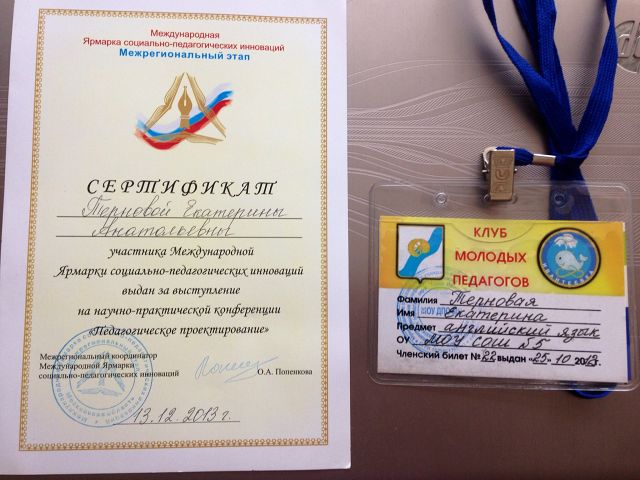 Международная
Ярмарка социально-педагогических инноваций
Межрегиональный этап
СЕРТИФИКАТ
Терновой Екатерины
Анатольевны
участника Международной
Ярмарки социально-педагогических инноваций
выдан за выступление
на научно-практической конференции
«Педагогическое проектирование»
Межрегиональный координатор
Международной Ярмарки
социально-педагогических инноваций
О.А. Попенкова
13.12.2013 г.
КЛУБ
МОЛОДЫХ
ПЕДАГОГОВ
Фамилия Терновая
Имя Екатерина
Предмет английский язык
ОУ МОУ СОШ №5
Членский билет № 22 выдан 25.10 2013.